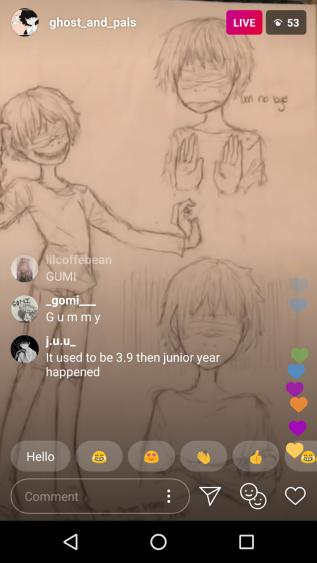 ghost_and_pals
LIVE
53
um no bye
lilcoffebean
GUMI
_gomi___
G u m m y
j.u.u_
It used to be 3.9 then junior year
happened
Hello
Comment